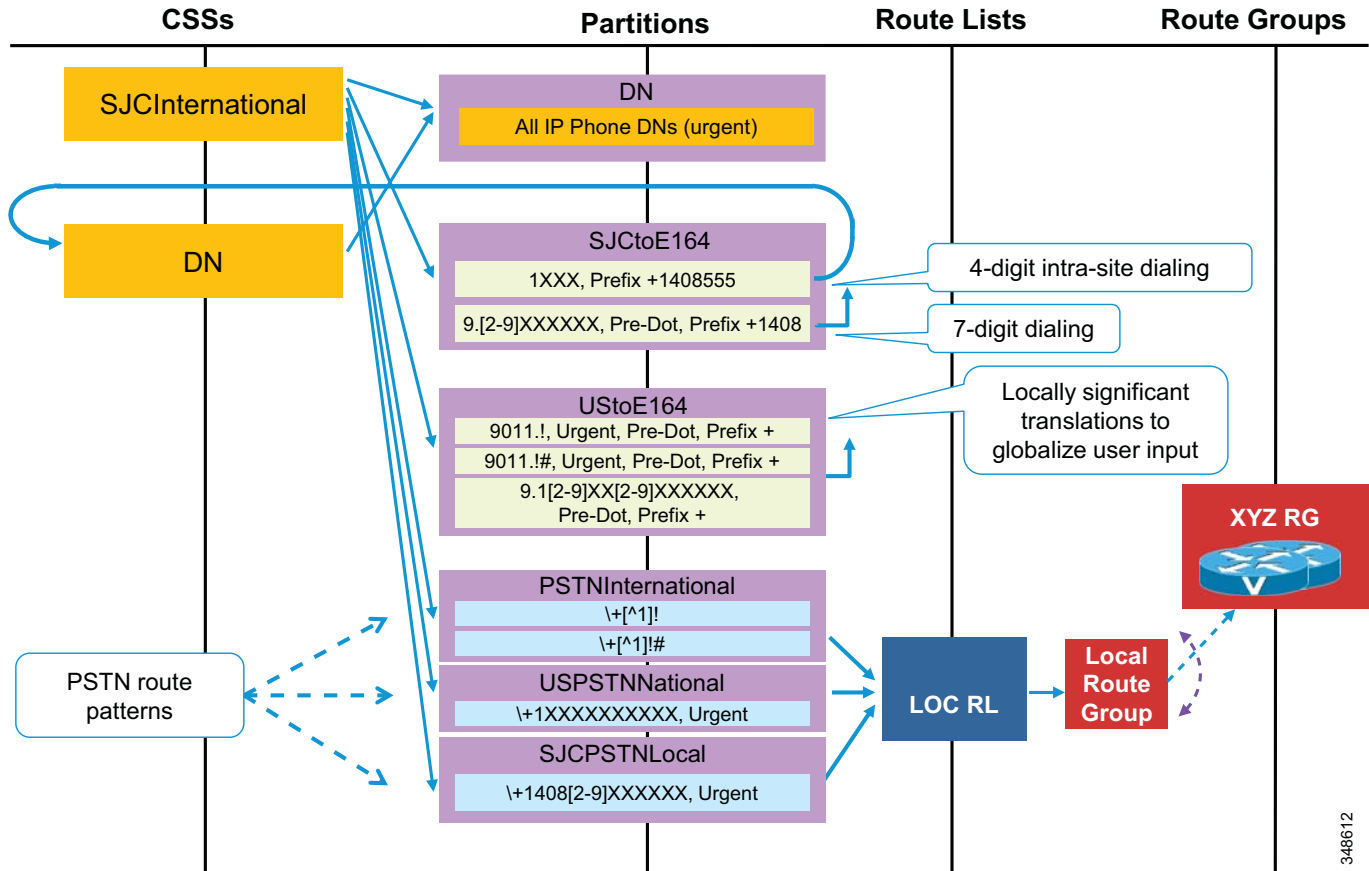 CSSs
Partitions
Route Lists
Route Groups
SJCInternational
DN
DN
All IP Phone DNs (urgent)
SJCtoE164
1XXX, Prefix +1408555
9.[2-9]XXXXXX, Pre-Dot, Prefix +1408
4-digit intra-site dialing
7-digit dialing
UStoE164
9011.!, Urgent, Pre-Dot, Prefix +
9011.!#, Urgent, Pre-Dot, Prefix +
9.1[2-9]XX[2-9]XXXXXX,
Pre-Dot, Prefix +
Locally significant
translations to
globalize user input
PSTN route
patterns
PSTNInternational
\+[^1]!
\+[^1]!#
USPSTNNational
\+1XXXXXXXXXX, Urgent
SJCPSTNLocal
\+1408[2-9]XXXXXX, Urgent
LOC RL
Local
Route
Group
XYZ RG
V
348612